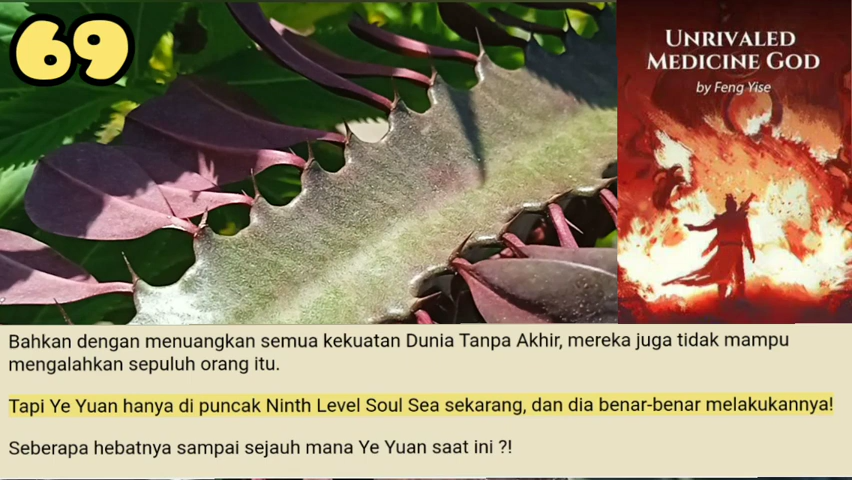 69
UNRIVALED
MEDICINE GOD
by Feng Yise
Bahkan dengan menuangkan semua kekuatan Dunia Tanpa Akhir, mereka juga tidak mampu
mengalahkan sepuluh orang itu.
Tapi Ye Yuan hanya di puncak Ninth Level Soul Sea sekarang, dan dia benar-benar melakukannya!
Seberapa hebatnya sampai sejauh mana Ye Yuan saat ini ?!